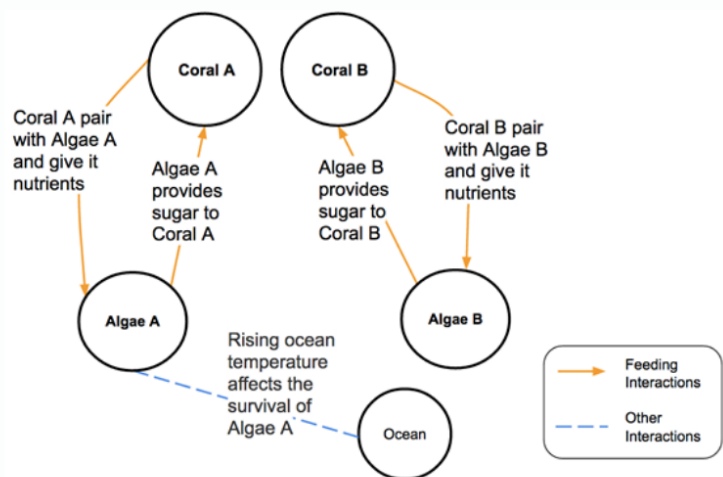 Coral A
Coral B
Coral A pair
with Algae A
and give it
nutrients
Algae A
provides
sugar to
Coral A
Algae B
provides
sugar to
Coral B
Coral B pair
with Algae B
and give it
nutrients
Algae A
Algae B
Rising ocean
temperature
affects the
survival of
Algae A
Ocean
Feeding
Interactions
Other
Interactions